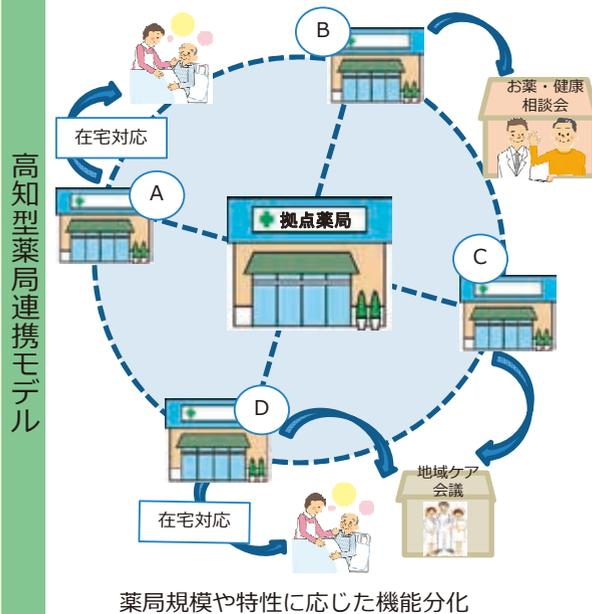 高知型薬局連携モデル
B
お薬・健康
相談会
在宅対応
A
拠点薬局
C
D
地域ケア
会議
在宅対応
薬局規模や特性に応じた機能分化